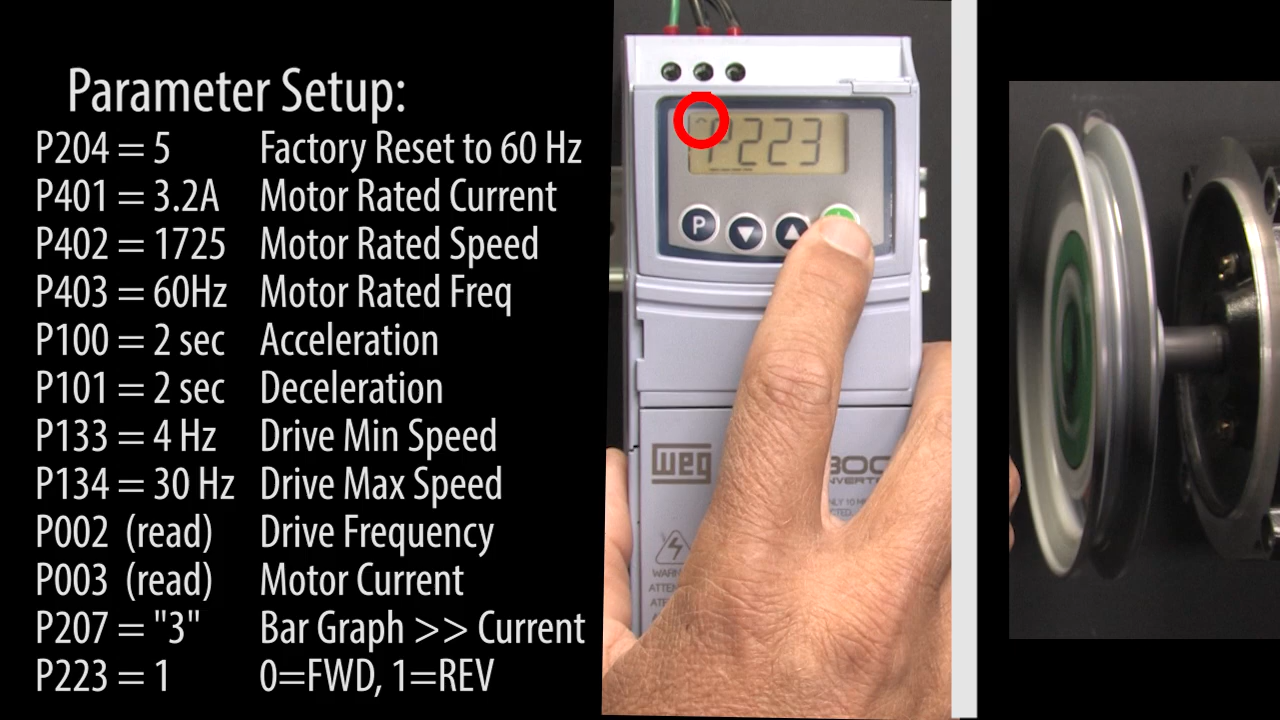 Parameter Setup:
P204 = 5 Factory Reset to 60 Hz
P401 = 3.2A Motor Rated Current
P402 = 1725 Motor Rated Speed
P403 = 60Hz Motor Rated Freq
P100 = 2 sec Acceleration
P101 = 2 sec Deceleration
P133 = 4 Hz Drive Min Speed
P134 = 30 Hz Drive Max Speed
P002 (read) Drive Frequency
P003 (read) Motor Current
P207 = "3" Bar Graph >> Current
P223 = 1 0=FWD, 1=REV
P223
P
weg